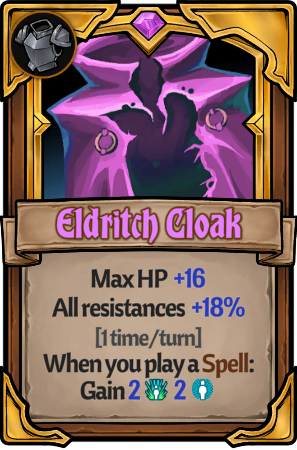 Eldritch Cloak
Max HP +16
All resistances +18%
[1 time/turn]
When you play a Spell:
Gain 2 2